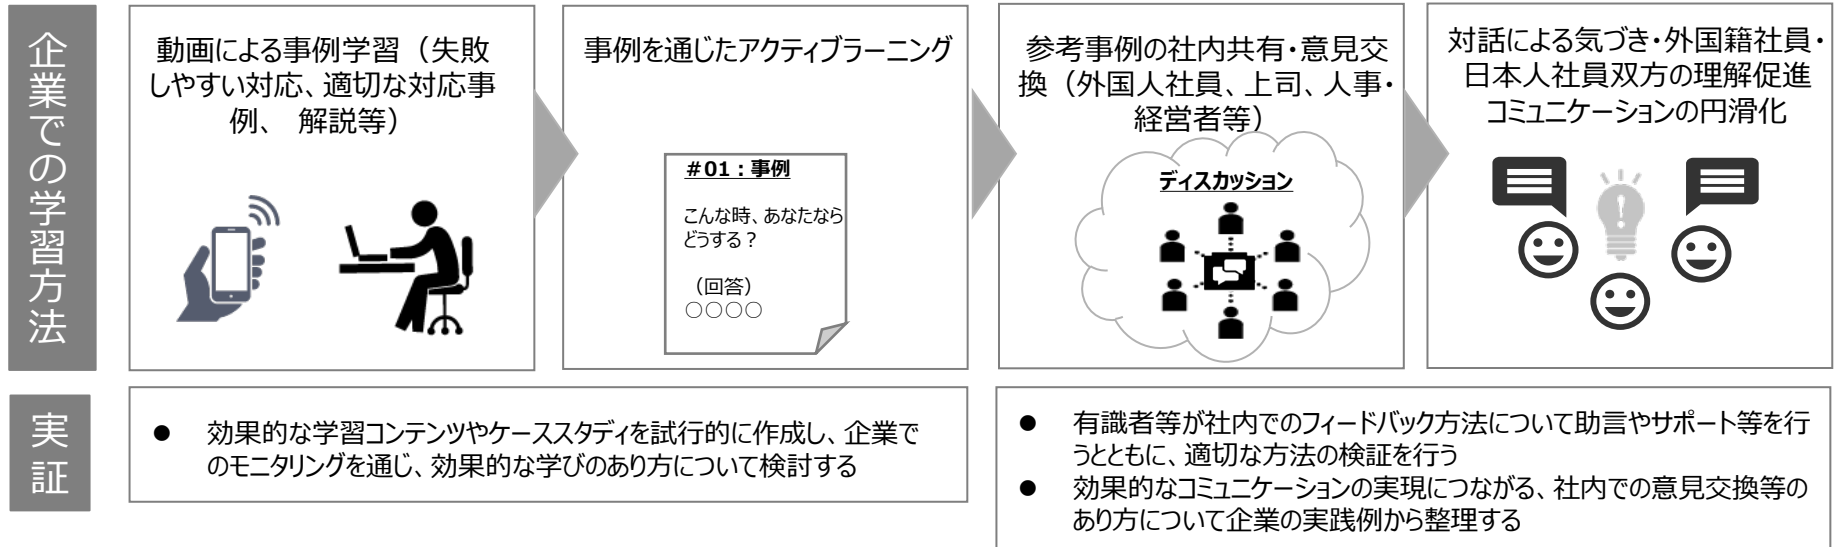 企業での学習方法
動画による事例学習（失敗
しやすい対応、適切な対応事
例、 解説等）
事例を通じたアクティブラーニング
#01：事例
こんな時、あなたなら
どうする？
（回答）
○○○○
参考事例の社内共有・意見交
換（外国人社員、上司、人事・
経営者等）
ディスカッション
対話による気づき・外国籍社員・
日本人社員双方の理解促進
コミュニケーションの円滑化
実証
● 効果的な学習コンテンツやケーススタディを試行的に作成し、企業で
のモニタリングを通じ、効果的な学びのあり方について検討する
● 有識者等が社内でのフィードバック方法について助言やサポート等を行
うとともに、適切な方法の検証を行う
● 効果的なコミュニケーションの実現につながる、社内での意見交換等の
あり方について企業の実践例から整理する